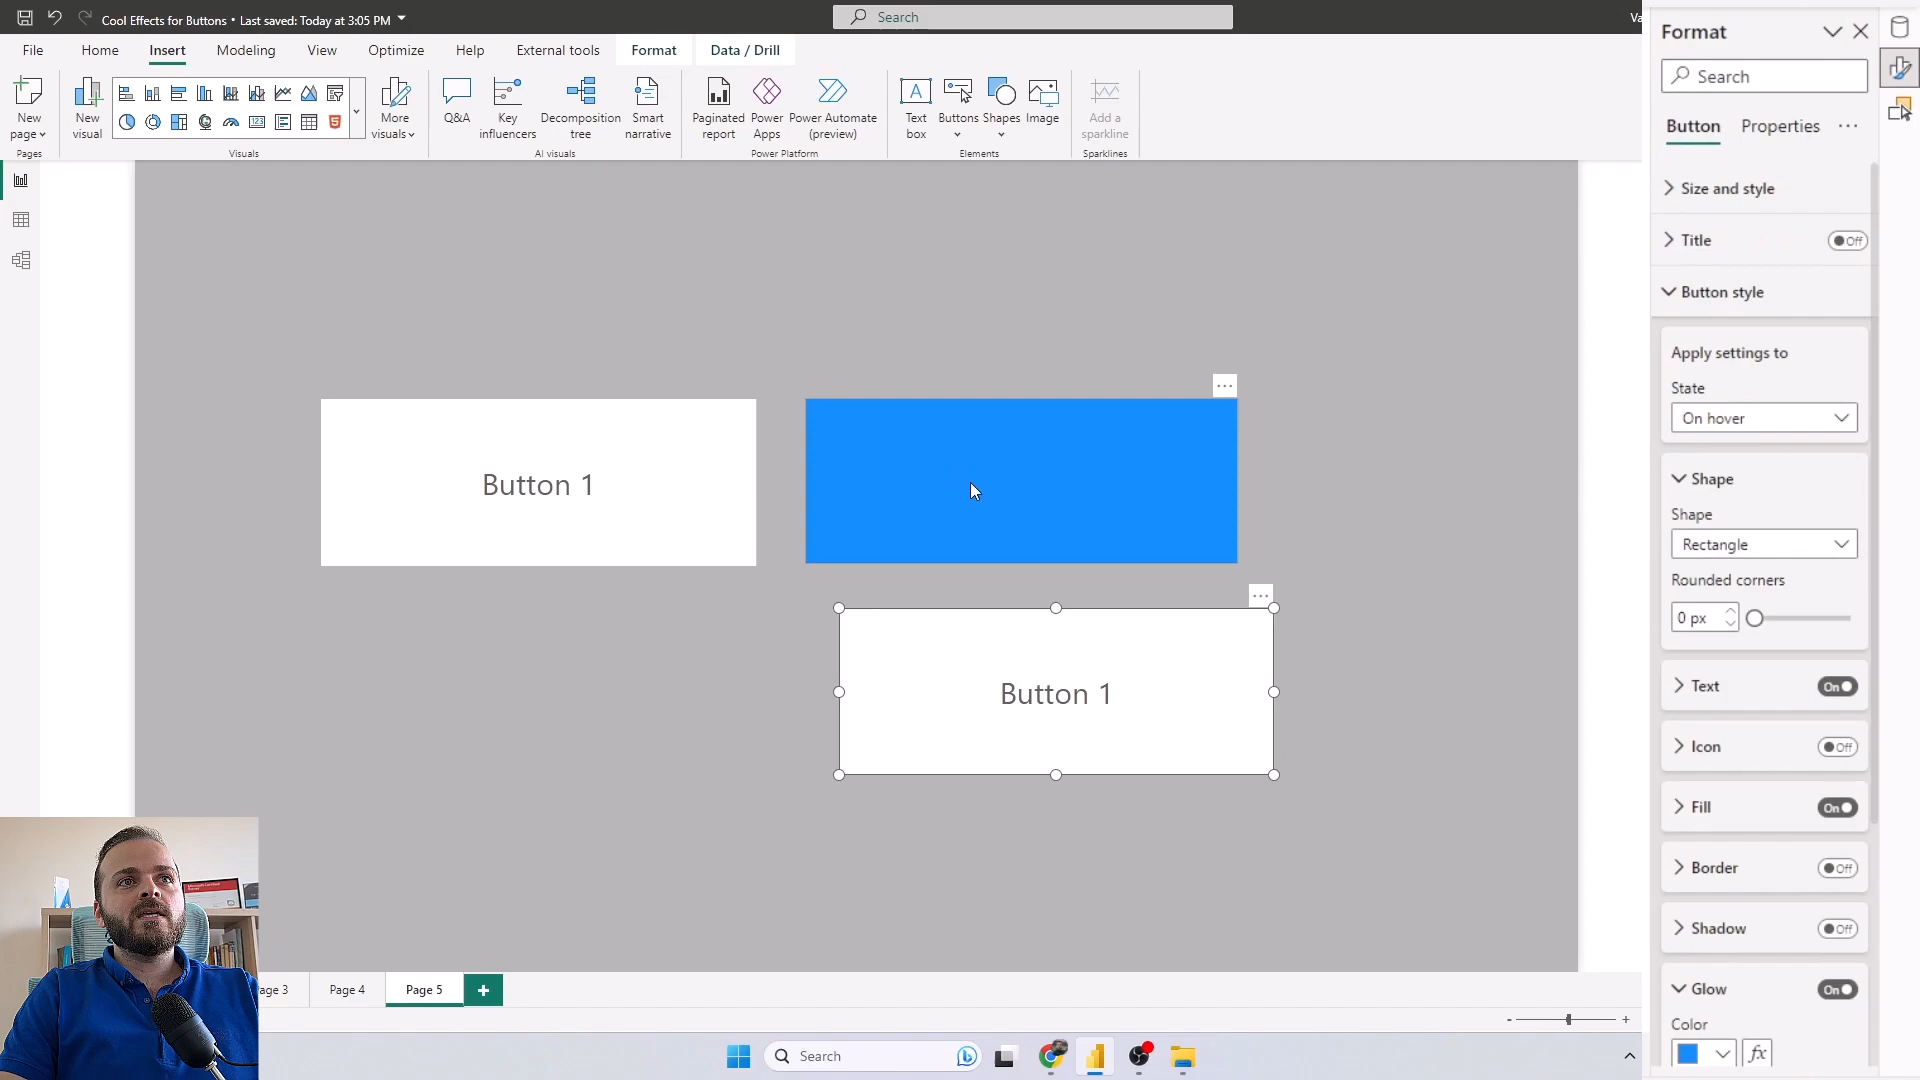 Cool Effects for Buttons • Last saved: Today at 3:05 PM
Search
Va
File
Home
Insert
Modeling
View
Optimize
Help
External tools
Format
Data / Drill
New page
New visual
More visuals
Q&A
Key influencers
Decomposition tree
Smart narrative
Paginated report
Power Apps
Power Automate (preview)
Text box
Buttons
Shapes
Image
Add a sparkline
Pages
Visuals
AI visuals
Power Platform
Elements
Sparklines
Button 1
Button 1
age 3
Page 4
Page 5
Search
Format
Search
Button
Properties
Size and style
Title
Off
Button style
Apply settings to
State
On hover
Shape
Shape
Rectangle
Rounded corners
0 px
Text
On
Icon
Off
Fill
On
Border
Off
Shadow
Off
Glow
On
Color
fx